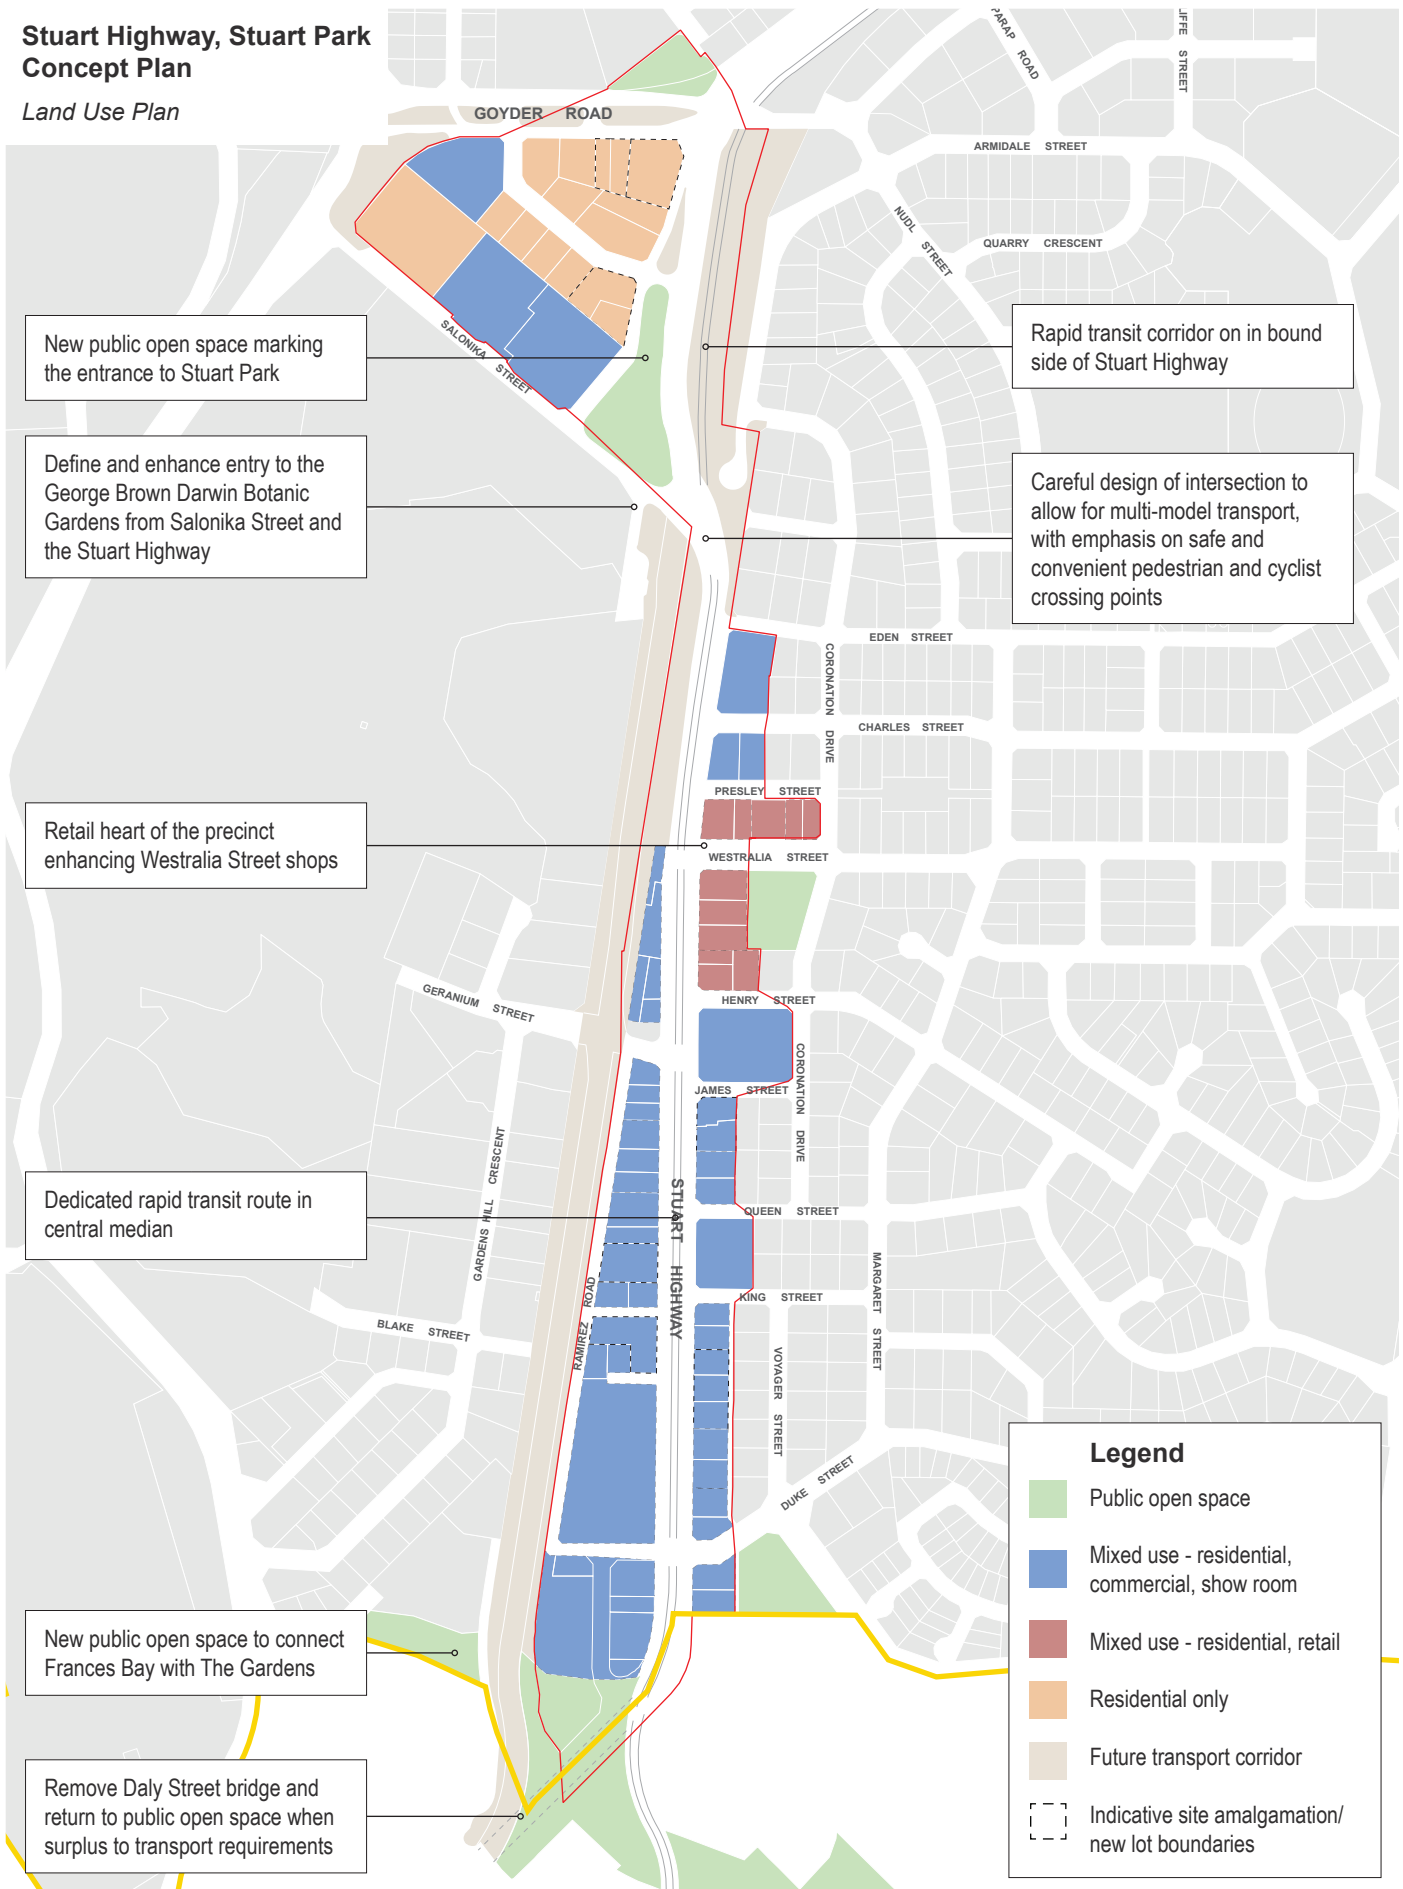 Stuart Highway, Stuart Park
Concept Plan
Land Use Plan
GOYDER ROAD
PARAP ROAD
LIFFE STREET
ARMIDALE STREET
NUDL STREET
QUARRY CRESCENT
SALONIKA STREET
New public open space marking
the entrance to Stuart Park
Rapid transit corridor on in bound
side of Stuart Highway
Define and enhance entry to the
George Brown Darwin Botanic
Gardens from Salonika Street and
the Stuart Highway
Careful design of intersection to
allow for multi-model transport,
with emphasis on safe and
convenient pedestrian and cyclist
crossing points
EDEN STREET
CORONATION DRIVE
CHARLES STREET
PRESLEY STREET
Retail heart of the precinct
enhancing Westralia Street shops
WESTRALIA STREET
GERANIUM STREET
HENRY STREET
JAMES STREET
CORONATION DRIVE
GARDENS HILL CRESCENT
Dedicated rapid transit route in
central median
STUART HIGHWAY
QUEEN STREET
MARGARET STREET
RAMIREZ ROAD
KING STREET
BLAKE STREET
VOYAGER STREET
DUKE STREET
Legend
Public open space
Mixed use - residential,
commercial, show room
Mixed use - residential, retail
Residential only
Future transport corridor
Indicative site amalgamation/
new lot boundaries
New public open space to connect
Frances Bay with The Gardens
Remove Daly Street bridge and
return to public open space when
surplus to transport requirements